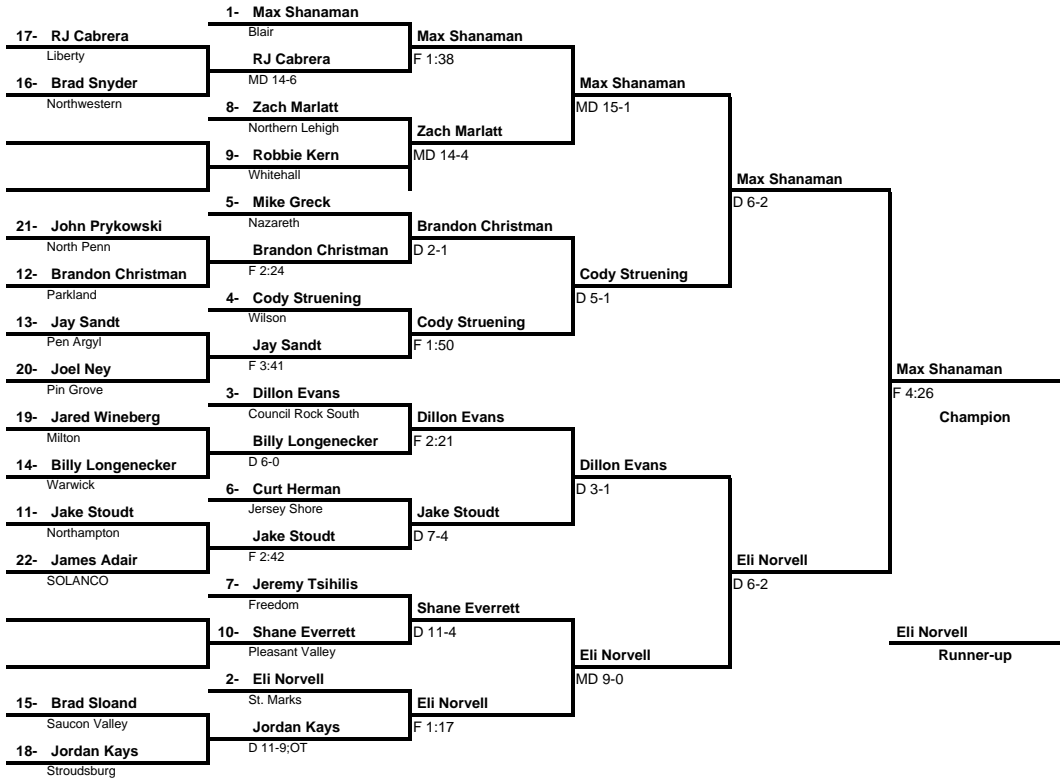 1- Max Shanaman
Blair
17- RJ Cabrera
Liberty
Max Shanaman
F 1:38
RJ Cabrera
MD 14-6
16- Brad Snyder
Northwestern
Max Shanaman
MD 15-1
8- Zach Marlatt
Northern Lehigh
Zach Marlatt
MD 14-4
9- Robbie Kern
Whitehall
Max Shanaman
D 6-2
5- Mike Greck
Nazareth
21- John Prykowski
North Penn
Brandon Christman
D 2-1
Brandon Christman
F 2:24
12- Brandon Christman
Parkland
Cody Struening
D 5-1
4- Cody Struening
Wilson
13- Jay Sandt
Pen Argyl
Cody Struening
F 1:50
Jay Sandt
F 3:41
20- Joel Ney
Pin Grove
Max Shanaman
F 4:26
Champion
3- Dillon Evans
Council Rock South
19- Jared Wineberg
Milton
Dillon Evans
F 2:21
Billy Longenecker
D 6-0
14- Billy Longenecker
Warwick
Dillon Evans
D 3-1
6- Curt Herman
Jersey Shore
11- Jake Stoudt
Northampton
Jake Stoudt
D 7-4
Jake Stoudt
F 2:42
22- James Adair
SOLANCO
Eli Norvell
D 6-2
7- Jeremy Tsihilis
Freedom
Shane Everrett
D 11-4
10- Shane Everrett
Pleasant Valley
Eli Norvell
Runner-up
Eli Norvell
MD 9-0
2- Eli Norvell
St. Marks
15- Brad Sloand
Saucon Valley
Eli Norvell
F 1:17
Jordan Kays
D 11-9;OT
18- Jordan Kays
Stroudsburg